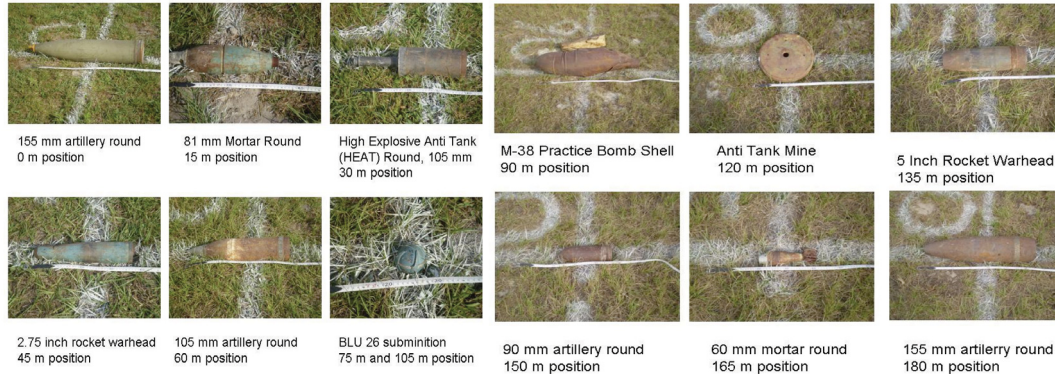 155 mm artillery round
0 m position
81 mm Mortar Round
15 m position
High Explosive Anti Tank
(HEAT) Round, 105 mm
30 m position
M-38 Practice Bomb Shell
90 m position
Anti Tank Mine
120 m position
5 Inch Rocket Warhead
135 m position
2.75 inch rocket warhead
45 m position
105 mm artillery round
60 m position
BLU 26 subminition
75 m and 105 m position
90 mm artillery round
150 m position
60 mm mortar round
165 m position
155 mm artilerry round
180 m position